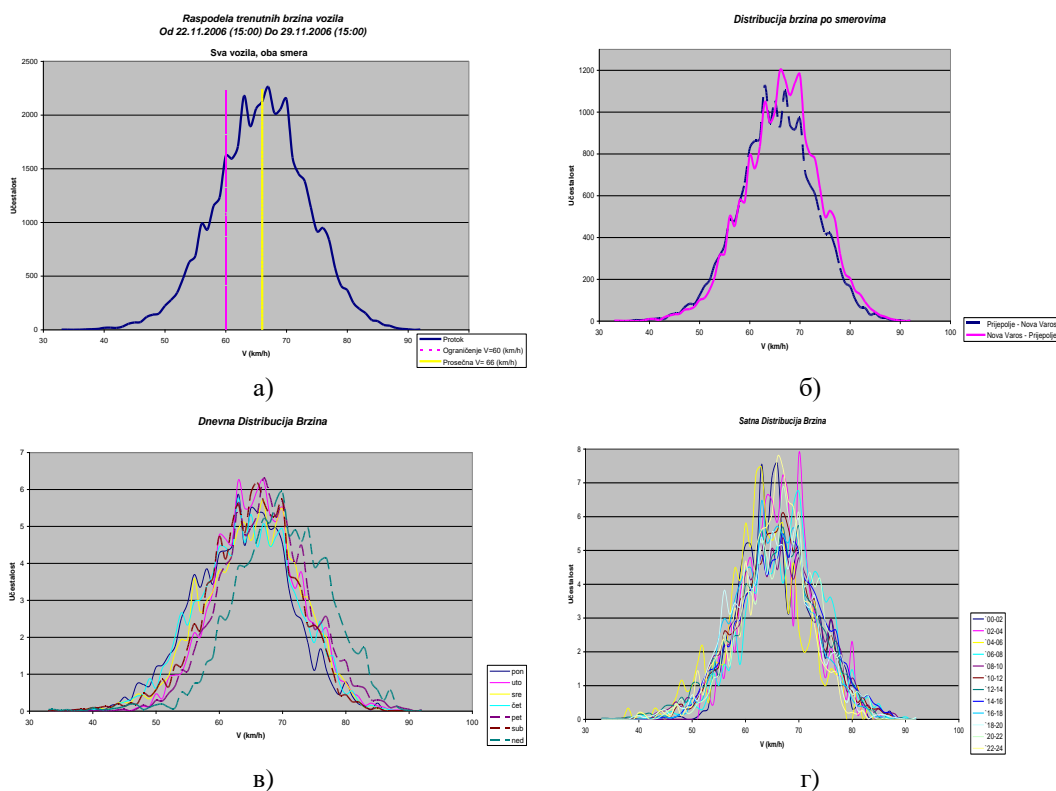 Raspodela trenutnih brzina vozila
Od 22.11.2006 (15:00) Do 29.11.2006 (15:00)
Sva vozila, oba smera
2500
2000
1500
1000
500
0
30 40 50 60 70 80 90 100
Učestalost
V (km/h)
Protok
Ograničenje V=60 (km/h)
Prosečna V= 66 (km/h)
а)
Distribucija brzina po smerovima
1200
1000
800
600
400
200
0
30 40 50 60 70 80 90 100
Učestalost
V (km/h)
Prijepolje - Nova Varos
Nova Varos - Prijepolje
б)
Dnevna Distribucija Brzina
7
6
5
4
3
2
1
0
30 40 50 60 70 80 90 100
Učestalost
V (km/h)
pon
uto
sre
čet
pet
sub
ned
в)
Satna Distribucija Brzina
8
7
6
5
4
3
2
1
0
30 40 50 60 70 80 90 100
Učestalost
V (km/h)
`00-02
`02-04
`04-06
`06-08
`08-10
`10-12
`12-14
`14-16
`16-18
`18-20
`20-22
`22-24
г)